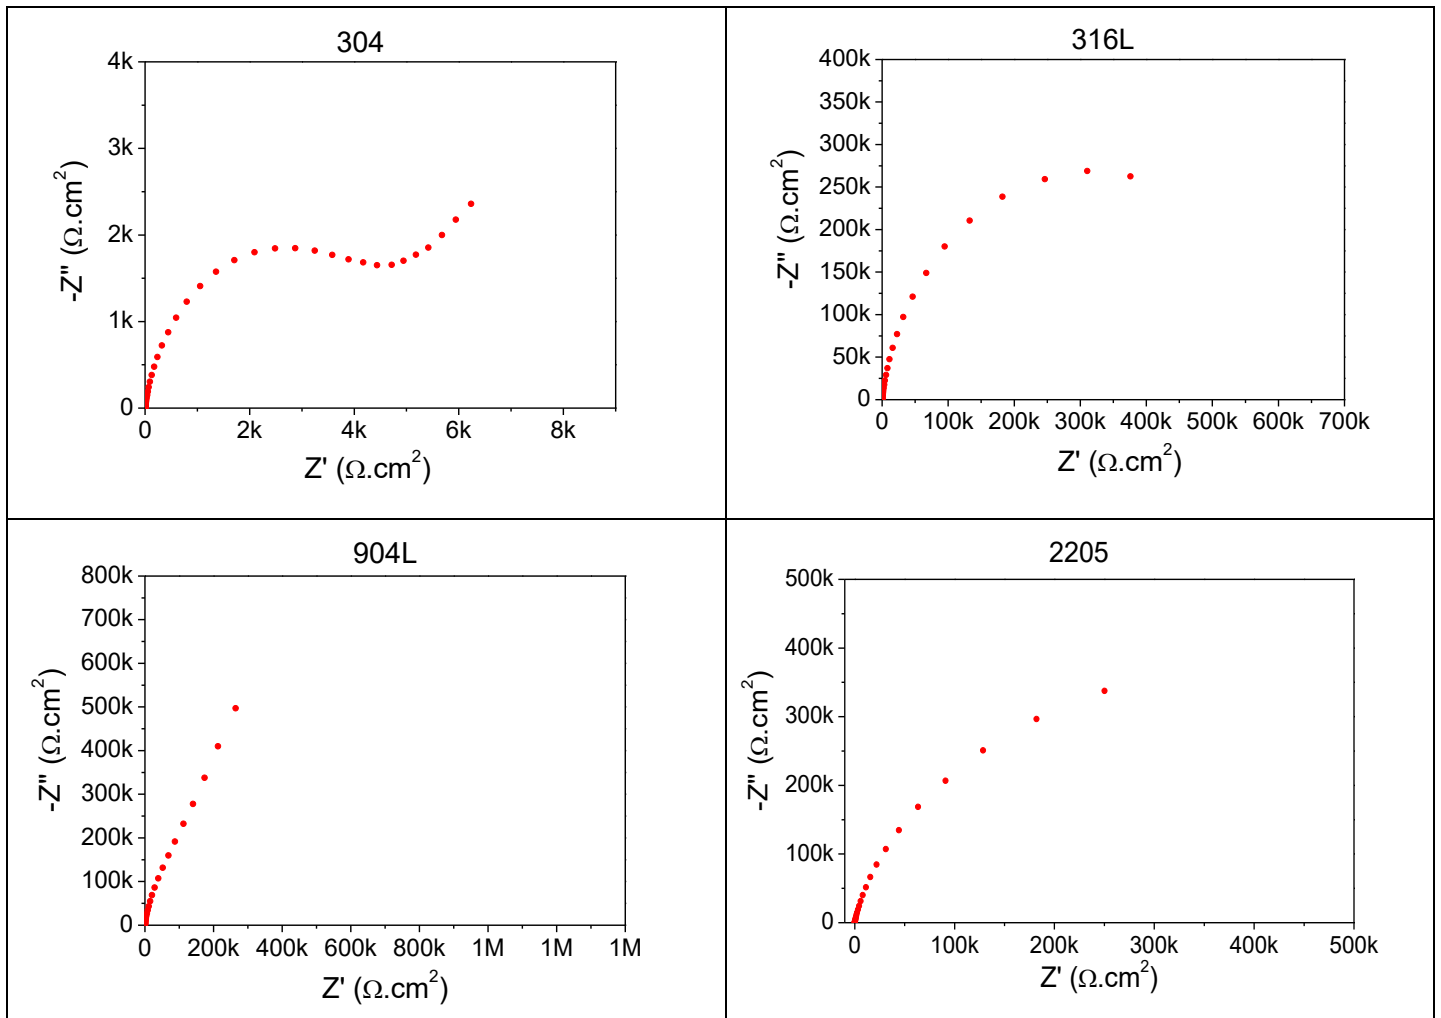 304
4k
3k
2k
1k
0
-Z" (Ω.cm²)
0 2k 4k 6k 8k
Z' (Ω.cm²)
316L
400k
350k
300k
250k
200k
150k
100k
50k
0
-Z" (Ω.cm²)
0 100k 200k 300k 400k 500k 600k 700k
Z' (Ω.cm²)
904L
800k
700k
600k
500k
400k
300k
200k
100k
0
-Z" (Ω.cm²)
0 200k 400k 600k 800k 1M 1M 1M
Z' (Ω.cm²)
2205
500k
400k
300k
200k
100k
0
-Z" (Ω.cm²)
0 100k 200k 300k 400k 500k
Z' (Ω.cm²)